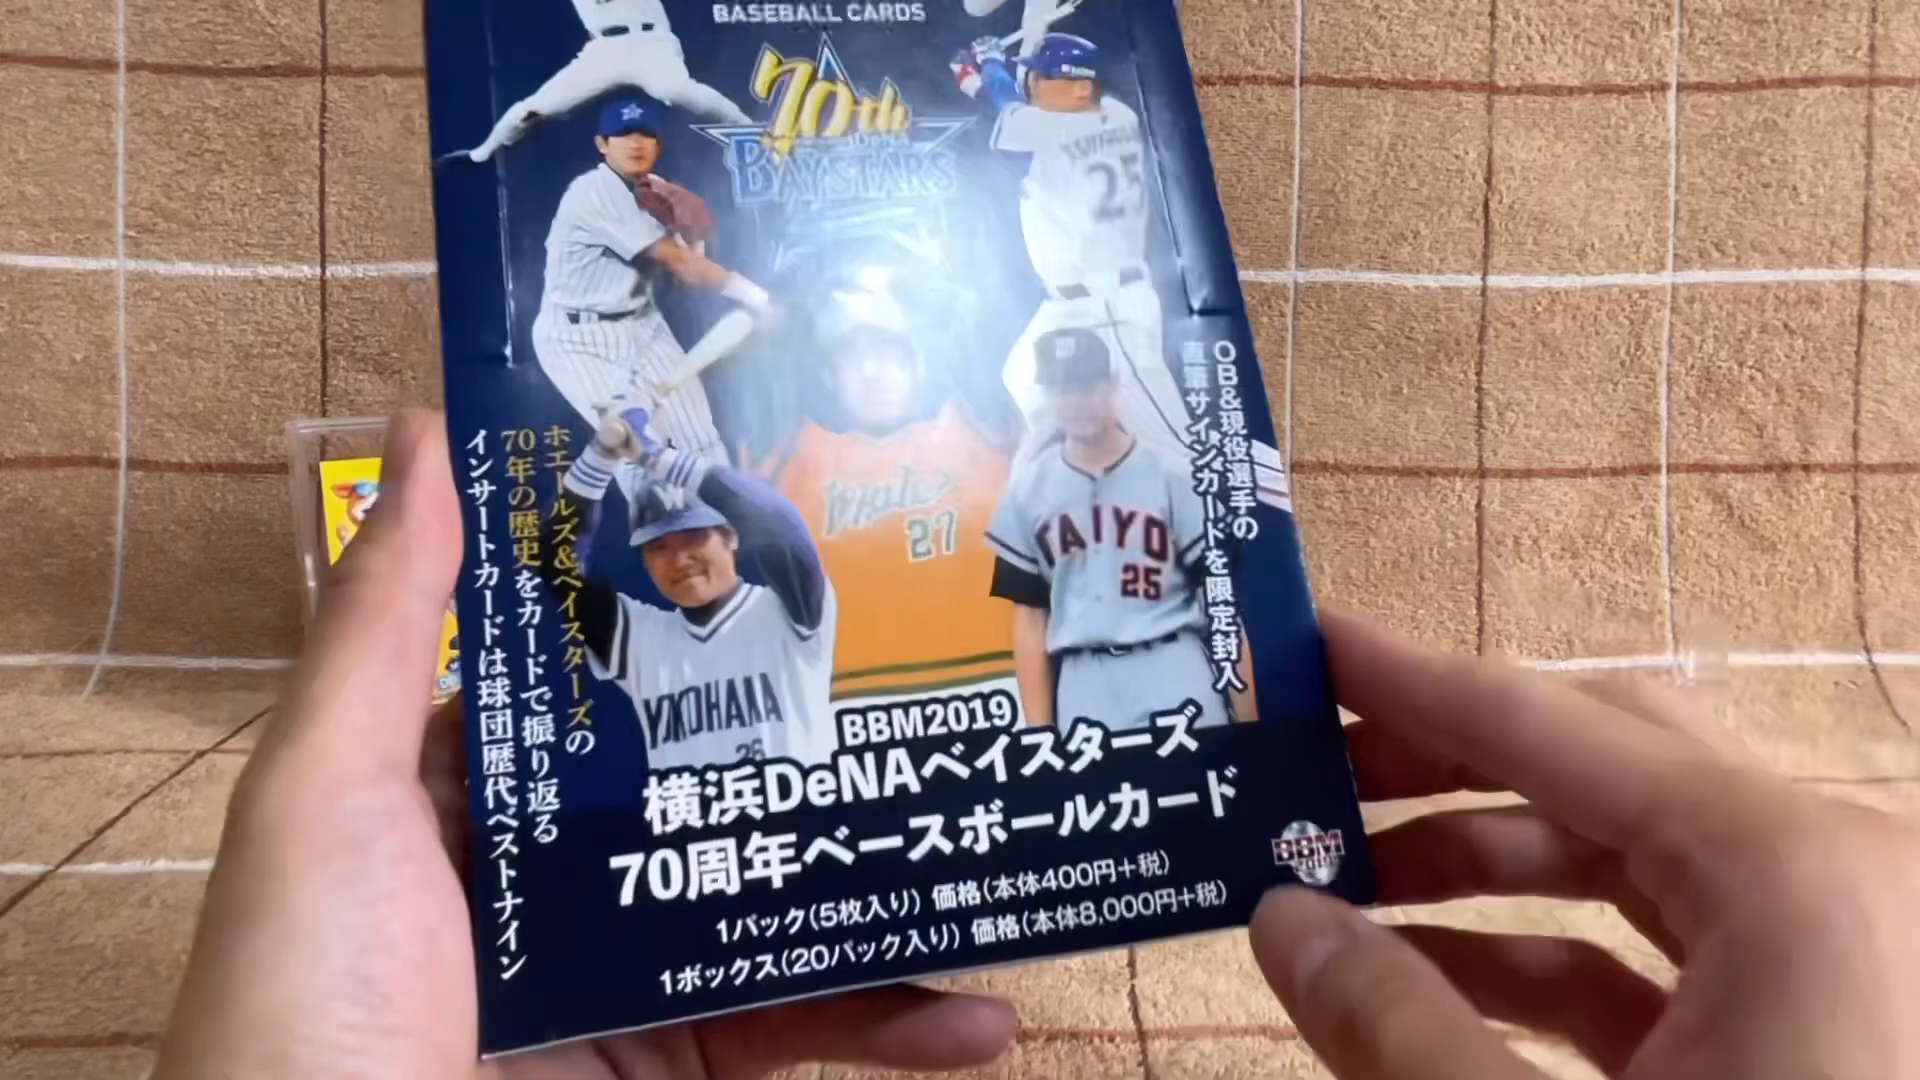 BASEBALL CARDS
70th
DeNA
BAYSTARS
25
Whales
27
TAIYO
25
YOKOHAMA
26
OB&現役選手の
直筆サインカードを限定封入
ホエールズ&ベイスターズの
70年の歴史をカードで振り返る
インサートカードは球団歴代ベストナイン
BBM2019
横浜DeNAベイスターズ
70周年ベースボールカード
1パック(5枚入り) 価格(本体400円+税)
1ボックス(20パック入り) 価格(本体8,000円+税)
BBM